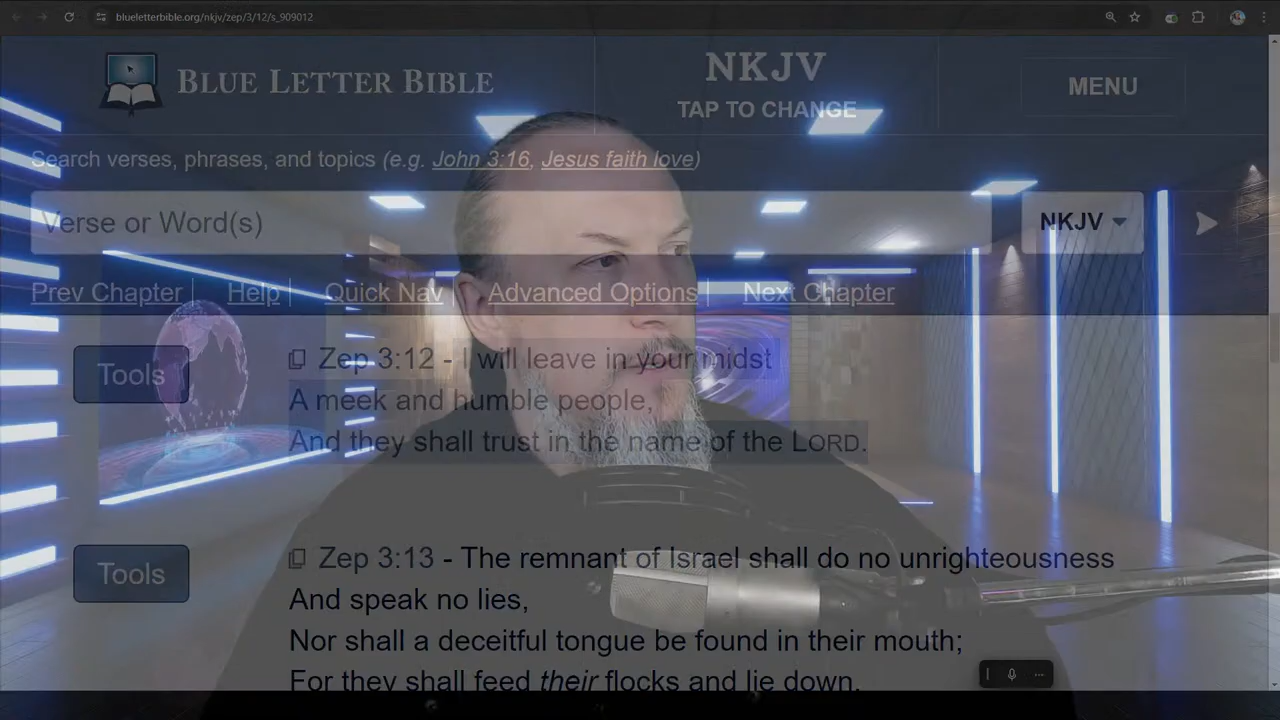 blueletterbible.org/nkjv/zep/3/12/s_909012
BLUE LETTER BIBLE
NKJV
TAP TO CHANGE
MENU
Search verses, phrases, and topics (e.g. John 3:16, Jesus faith love)
Verse or Word(s)
NKJV
Prev Chapter | Help | Quick Nav Advanced Options Next Chapter
Tools
Zep 3:12 - I will leave in your midst
A meek and humble people,
And they shall trust in the name of the LORD.
Tools
Zep 3:13 - The remnant of Israel shall do no unrighteousness
And speak no lies,
Nor shall a deceitful tongue be found in their mouth;
For they shall feed their flocks and lie down,